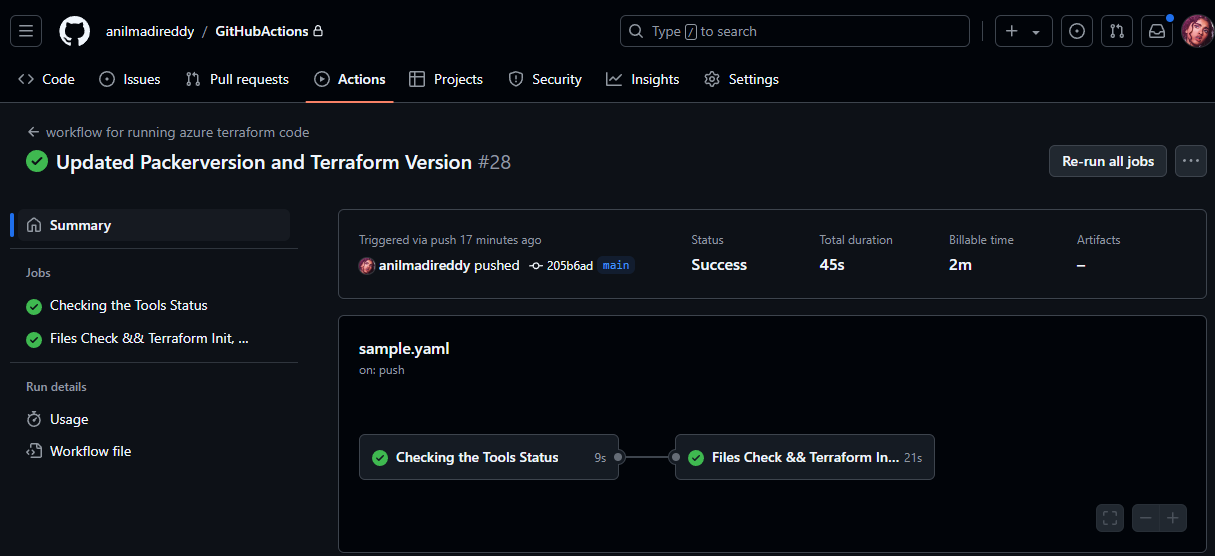 anilmadireddy / GitHubActions
Type / to search
Code Issues Pull requests Actions Projects Security Insights Settings
workflow for running azure terraform code
Updated Packerversion and Terraform Version #28
Re-run all jobs
Summary
Jobs
Checking the Tools Status
Files Check && Terraform Init, ...
Run details
Usage
Workflow file
Triggered via push 17 minutes ago
anilmadireddy pushed 205b6ad main
Status
Success
Total duration
45s
Billable time
2m
Artifacts
–
sample.yaml
on: push
Checking the Tools Status 9s
Files Check && Terraform In... 21s